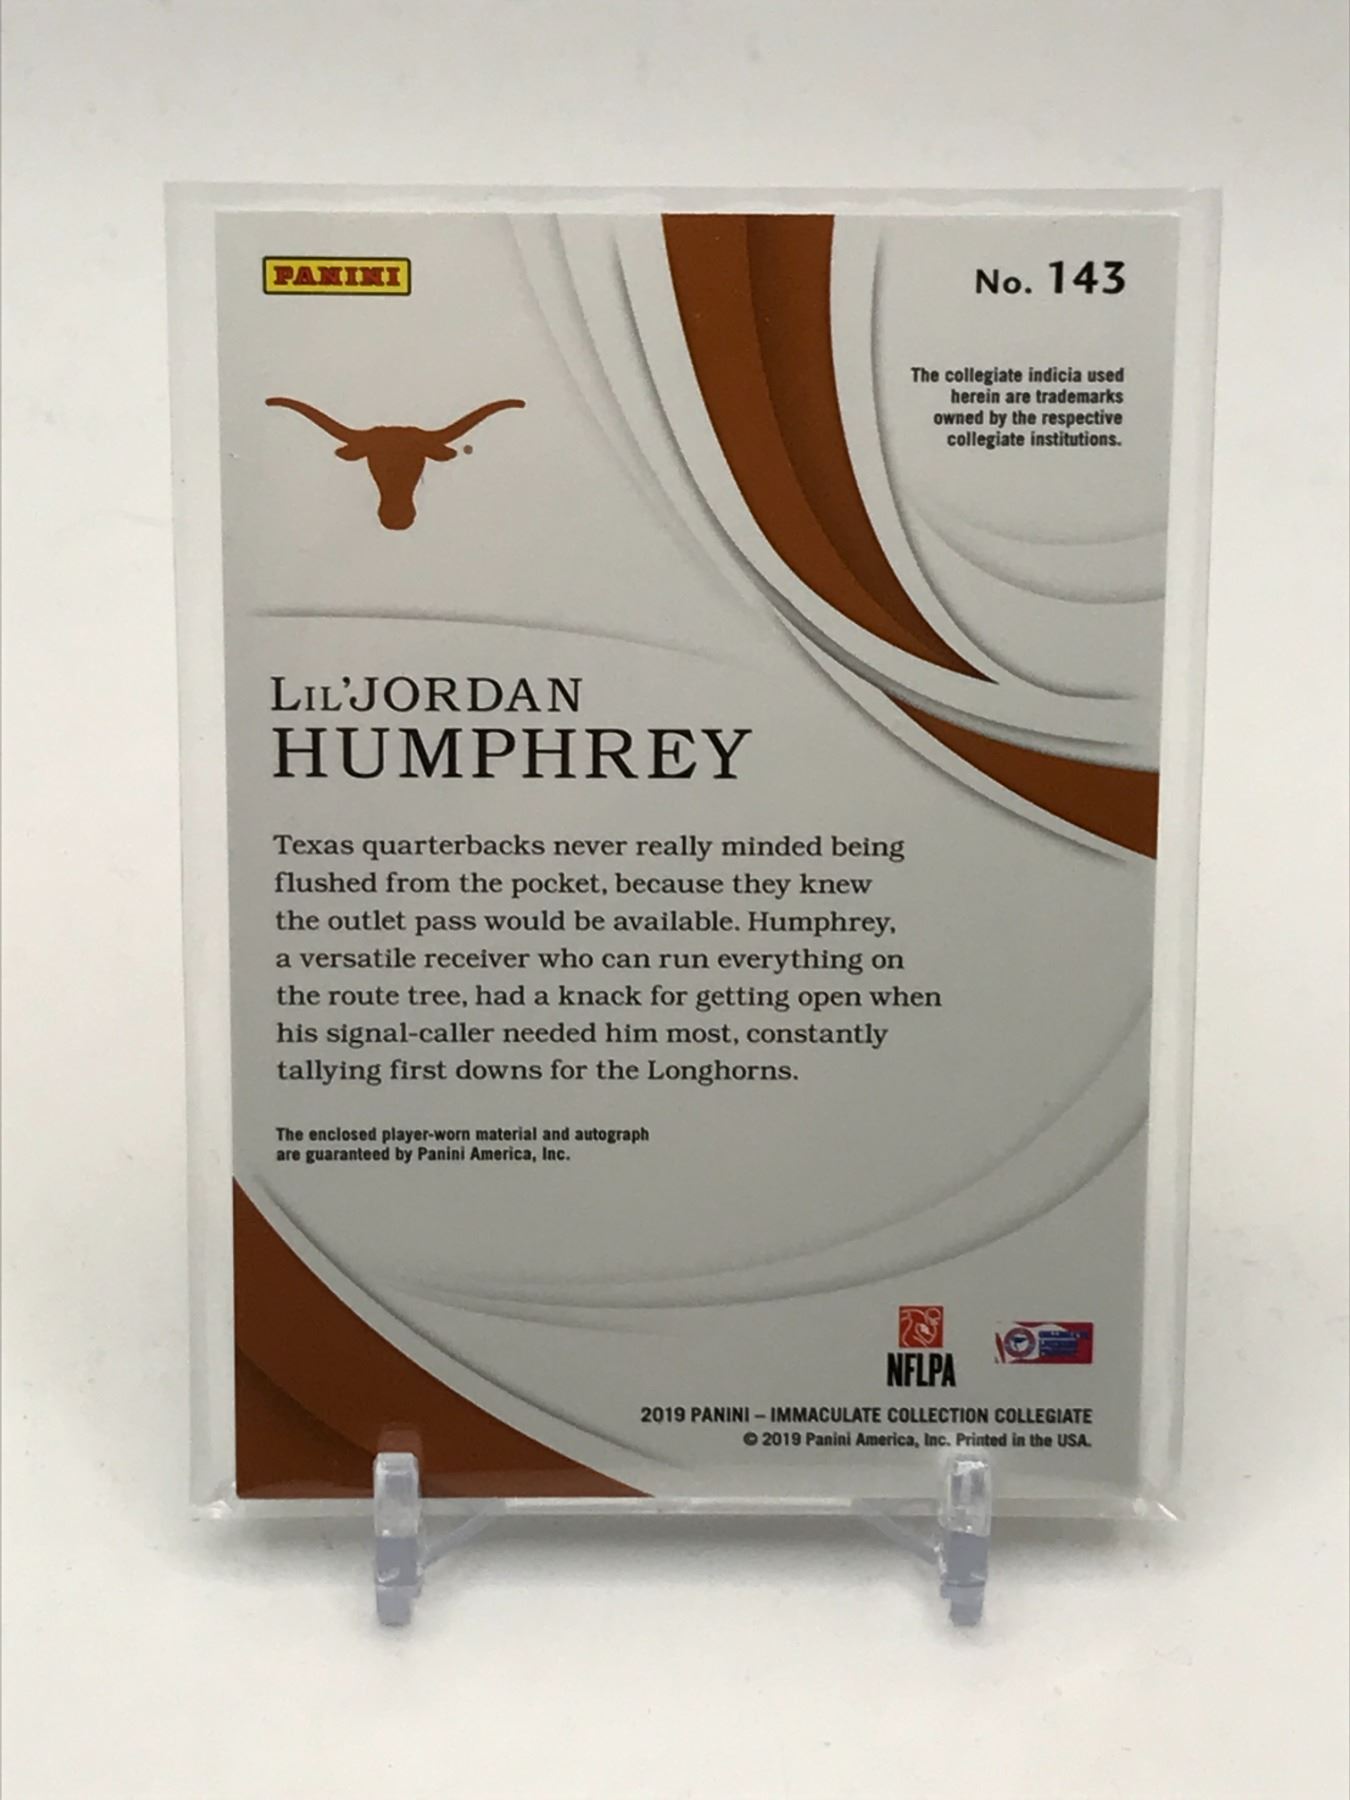 PANINI
No. 143
The collegiate indicia used
herein are trademarks
owned by the respective
collegiate institutions.
LIL'JORDAN
HUMPHREY
Texas quarterbacks never really minded being
flushed from the pocket, because they knew
the outlet pass would be available. Humphrey,
a versatile receiver who can run everything on
the route tree, had a knack for getting open when
his signal-caller needed him most, constantly
tallying first downs for the Longhorns.
The enclosed player-worn material and autograph
are guaranteed by Panini America, Inc.
NFLPA
2019 PANINI – IMMACULATE COLLECTION COLLEGIATE
© 2019 Panini America, Inc. Printed in the USA.